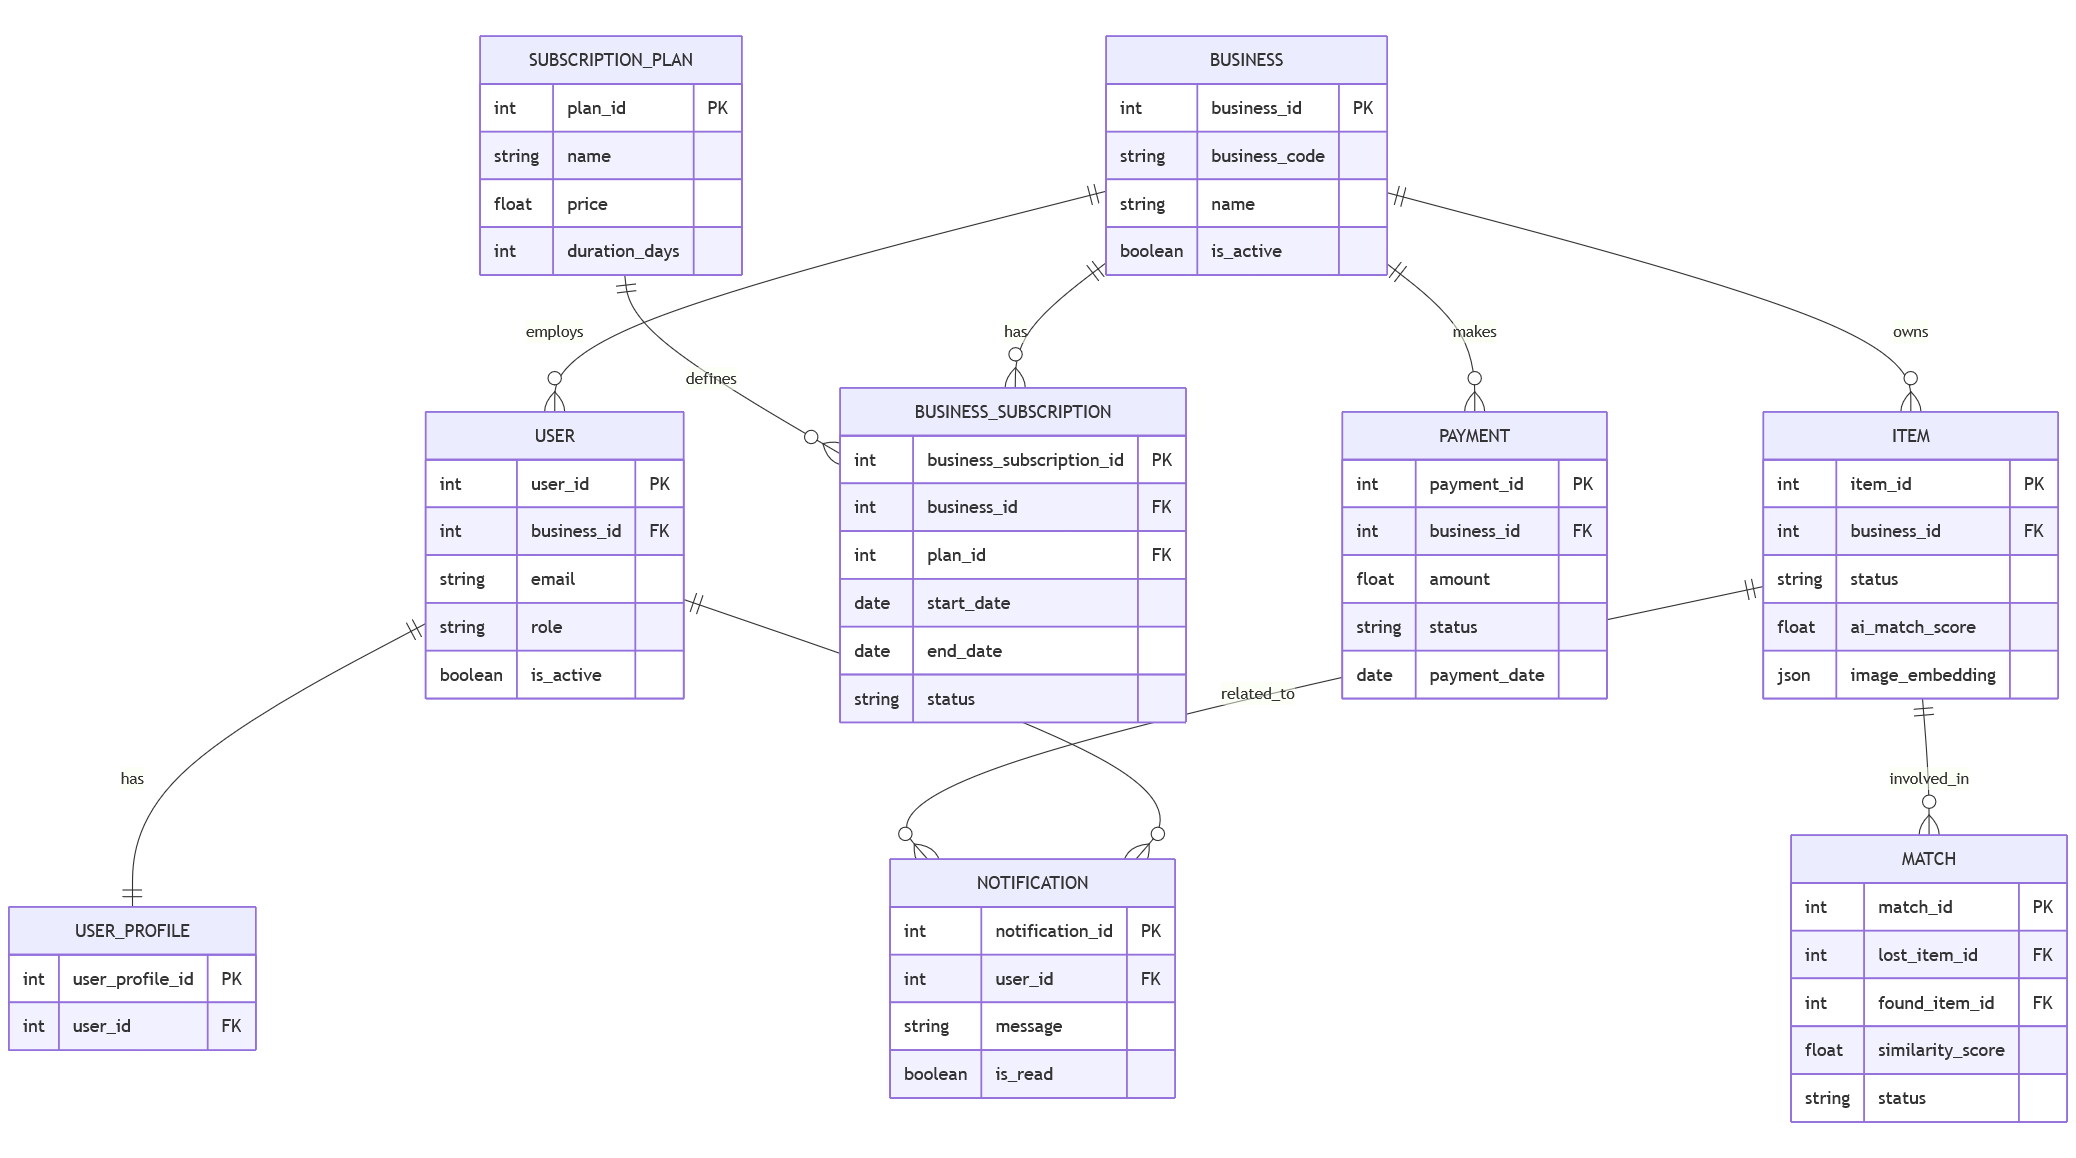 SUBSCRIPTION_PLAN
int plan_id PK
string name
float price
int duration_days
BUSINESS
int business_id PK
string business_code
string name
boolean is_active
employs
has
makes
owns
defines
USER
int user_id PK
int business_id FK
string email
string role
boolean is_active
BUSINESS_SUBSCRIPTION
int business_subscription_id PK
int business_id FK
int plan_id FK
date start_date
date end_date
string status
PAYMENT
int payment_id PK
int business_id FK
float amount
string status
date payment_date
ITEM
int item_id PK
int business_id FK
string status
float ai_match_score
json image_embedding
related_to
has
involved_in
USER_PROFILE
int user_profile_id PK
int user_id FK
NOTIFICATION
int notification_id PK
int user_id FK
string message
boolean is_read
MATCH
int match_id PK
int lost_item_id FK
int found_item_id FK
float similarity_score
string status